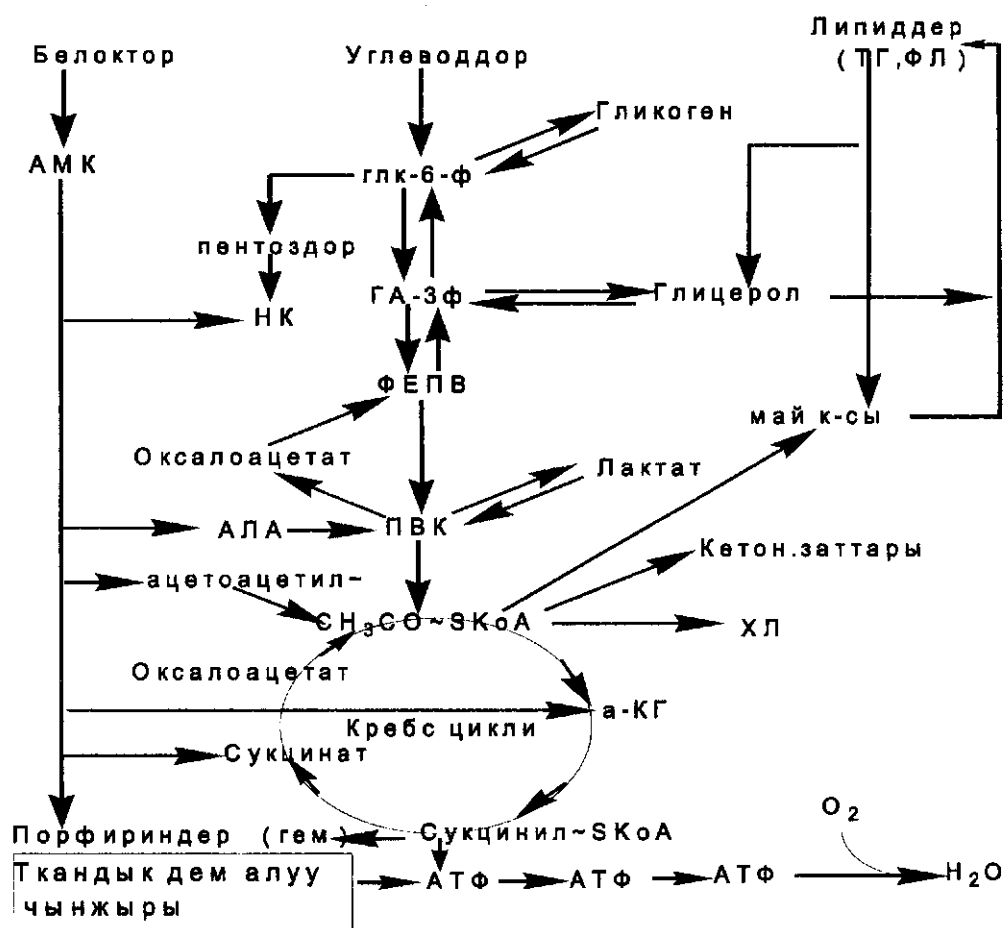 Белоктор
Углеводдор
Липиддер
(ТГ,ФЛ)
Гликоген
АМК
глк-6-ф
пентоздор
ГА-3ф
Глицерол
НК
ФЕПВ
май к-сы
Оксалоацетат
Лактат
АЛА
ПВК
Кетон.заттары
ацетоацетил~
CH₃CO~SKoA
ХЛ
Оксалоацетат
а-КГ
Кребс цикли
Сукцинат
O₂
Порфириндер (гем)
Сукцинил~SKoA
Ткандык дем алуу
чынжыры
АТФ
АТФ
АТФ
H₂O